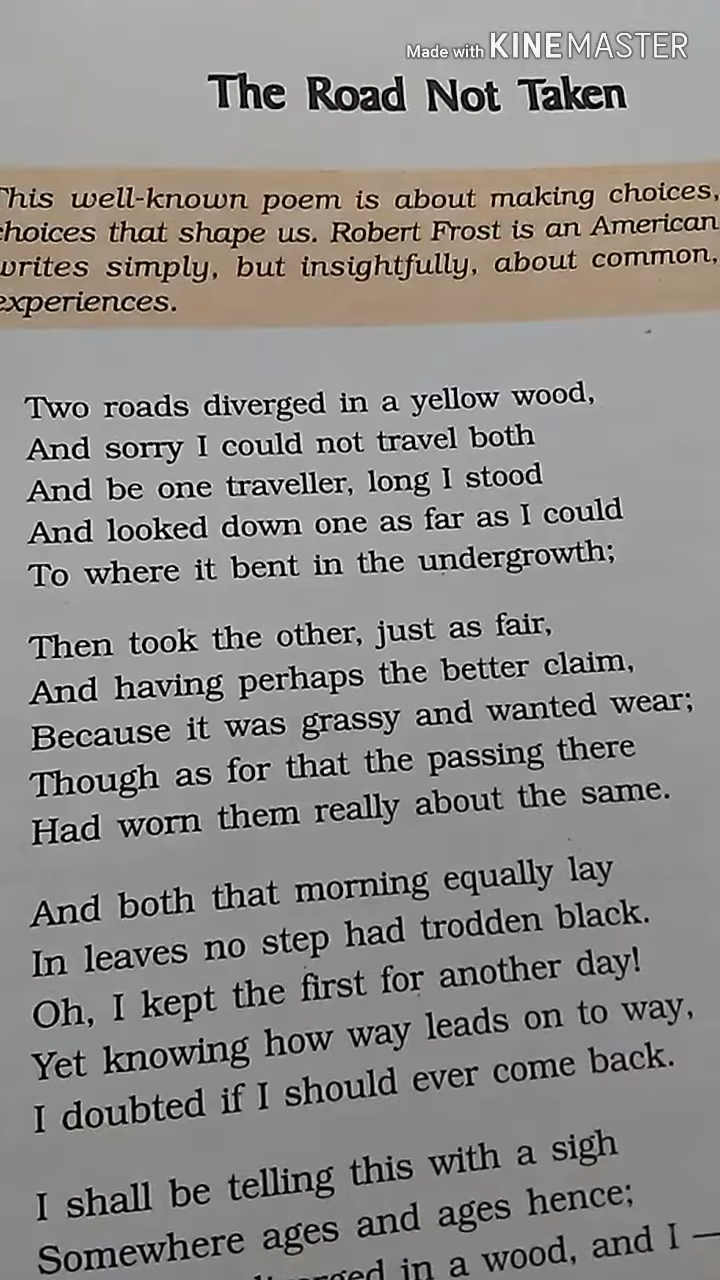 Made with KINEMASTER
The Road Not Taken
This well-known poem is about making choices,
choices that shape us. Robert Frost is an American
writes simply, but insightfully, about common,
experiences.
Two roads diverged in a yellow wood,
And sorry I could not travel both
And be one traveller, long I stood
And looked down one as far as I could
To where it bent in the undergrowth;
Then took the other, just as fair,
And having perhaps the better claim,
Because it was grassy and wanted wear;
Though as for that the passing there
Had worn them really about the same.
And both that morning equally lay
In leaves no step had trodden black.
Oh, I kept the first for another day!
Yet knowing how way leads on to way,
I doubted if I should ever come back.
I shall be telling this with a sigh
Somewhere ages and ages hence;
in a wood, and I —